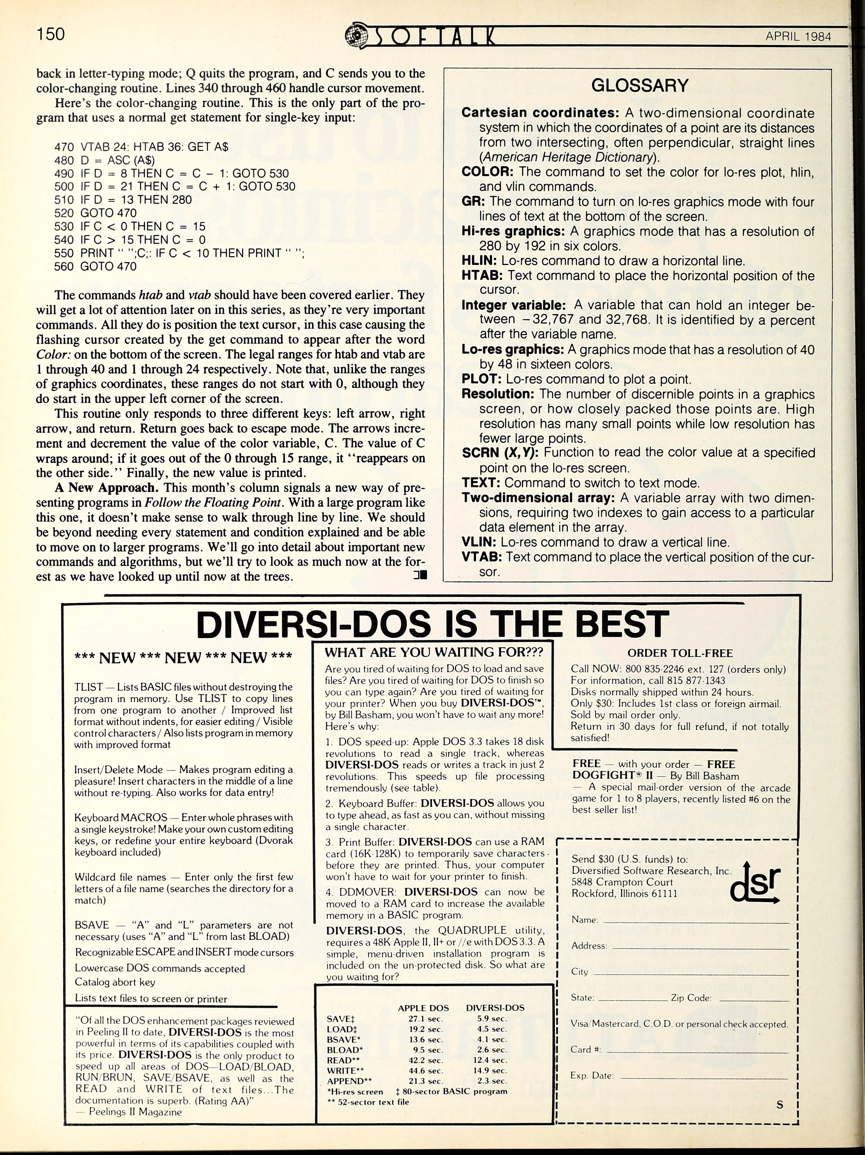 150
SOFTALK
APRIL 1984
back in letter-typing mode; Q quits the program, and C sends you to the
color-changing routine. Lines 340 through 460 handle cursor movement.
Here's the color-changing routine. This is the only part of the pro-
gram that uses a normal get statement for single-key input:
470 VTAB 24: HTAB 36: GET A$
480 D = ASC (A$)
490 IF D = 8 THEN C = C – 1: GOTO 530
500 IF D = 21 THEN C = C + 1: GOTO 530
510 IF D = 13 THEN 280
520 GOTO 470
530 IF C < 0 THEN C = 15
540 IF C > 15 THEN C = 0
550 PRINT " ";C;: IF C < 10 THEN PRINT " ";
560 GOTO 470
The commands htab and vtab should have been covered earlier. They
will get a lot of attention later on in this series, as they're very important
commands. All they do is position the text cursor, in this case causing the
flashing cursor created by the get command to appear after the word
Color: on the bottom of the screen. The legal ranges for htab and vtab are
1 through 40 and 1 through 24 respectively. Note that, unlike the ranges
of graphics coordinates, these ranges do not start with 0, although they
do start in the upper left corner of the screen.
This routine only responds to three different keys: left arrow, right
arrow, and return. Return goes back to escape mode. The arrows incre-
ment and decrement the value of the color variable, C. The value of C
wraps around; if it goes out of the 0 through 15 range, it "reappears on
the other side." Finally, the new value is printed.
A New Approach. This month's column signals a new way of pre-
senting programs in Follow the Floating Point. With a large program like
this one, it doesn't make sense to walk through line by line. We should
be beyond needing every statement and condition explained and be able
to move on to larger programs. We'll go into detail about important new
commands and algorithms, but we'll try to look as much now at the for-
est as we have looked up until now at the trees.
GLOSSARY
Cartesian coordinates: A two-dimensional coordinate
system in which the coordinates of a point are its distances
from two intersecting, often perpendicular, straight lines
(American Heritage Dictionary).
COLOR: The command to set the color for lo-res plot, hlin,
and vlin commands.
GR: The command to turn on lo-res graphics mode with four
lines of text at the bottom of the screen.
Hi-res graphics: A graphics mode that has a resolution of
280 by 192 in six colors.
HLIN: Lo-res command to draw a horizontal line.
HTAB: Text command to place the horizontal position of the
cursor.
Integer variable: A variable that can hold an integer be-
tween –32,767 and 32,768. It is identified by a percent
after the variable name.
Lo-res graphics: A graphics mode that has a resolution of 40
by 48 in sixteen colors.
PLOT: Lo-res command to plot a point.
Resolution: The number of discernible points in a graphics
screen, or how closely packed those points are. High
resolution has many small points while low resolution has
fewer large points.
SCRN (X,Y): Function to read the color value at a specified
point on the lo-res screen.
TEXT: Command to switch to text mode.
Two-dimensional array: A variable array with two dimen-
sions, requiring two indexes to gain access to a particular
data element in the array.
VLIN: Lo-res command to draw a vertical line.
VTAB: Text command to place the vertical position of the cur-
sor.
DIVERSI-DOS IS THE BEST
*** NEW *** NEW *** NEW ***
TLIST — Lists BASIC files without destroying the
program in memory. Use TLIST to copy lines
from one program to another / Improved list
format without indents, for easier editing / Visible
control characters / Also lists program in memory
with improved format
Insert/Delete Mode — Makes program editing a
pleasure! Insert characters in the middle of a line
without re-typing. Also works for data entry!
Keyboard MACROS — Enter whole phrases with
a single keystroke! Make your own custom editing
keys, or redefine your entire keyboard (Dvorak
keyboard included)
Wildcard file names — Enter only the first few
letters of a file name (searches the directory for a
match)
BSAVE — "A" and "L" parameters are not
necessary (uses "A" and "L" from last BLOAD)
Recognizable ESCAPE and INSERT mode cursors
Lowercase DOS commands accepted
Catalog abort key
Lists text files to screen or printer
"Of all the DOS enhancement packages reviewed
in Peeling II to date, DIVERSI-DOS is the most
powerful in terms of its capabilities coupled with
its price. DIVERSI-DOS is the only product to
speed up all areas of DOS—LOAD/BLOAD,
RUN/BRUN, SAVE/BSAVE, as well as the
READ and WRITE of text files...The
documentation is superb. (Rating AA)"
— Peelings II Magazine
WHAT ARE YOU WAITING FOR???
Are you tired of waiting for DOS to load and save
files? Are you tired of waiting for DOS to finish so
you can type again? Are you tired of waiting for
your printer? When you buy DIVERSI-DOS™,
by Bill Basham, you won't have to wait any more!
Here's why:
1. DOS speed-up: Apple DOS 3.3 takes 18 disk
revolutions to read a single track, whereas
DIVERSI-DOS reads or writes a track in just 2
revolutions. This speeds up file processing
tremendously (see table).
2. Keyboard Buffer: DIVERSI-DOS allows you
to type ahead, as fast as you can, without missing
a single character.
3. Print Buffer: DIVERSI-DOS can use a RAM
card (16K-128K) to temporarily save characters
before they are printed. Thus, your computer
won't have to wait for your printer to finish.
4. DDMOVER: DIVERSI-DOS can now be
moved to a RAM card to increase the available
memory in a BASIC program.
DIVERSI-DOS, the QUADRUPLE utility,
requires a 48K Apple II, II+ or //e with DOS 3.3. A
simple, menu-driven installation program is
included on the un-protected disk. So what are
you waiting for?
APPLE DOS DIVERSI-DOS
SAVE‡ 27.1 sec. 5.9 sec.
LOAD‡ 19.2 sec. 4.5 sec.
BSAVE* 13.6 sec. 4.1 sec.
BLOAD* 9.5 sec. 2.6 sec.
READ** 42.2 sec. 12.4 sec.
WRITE** 44.6 sec. 14.9 sec.
APPEND** 21.3 sec. 2.3 sec.
*Hi-res screen ‡ 80-sector BASIC program
** 52-sector text file
ORDER TOLL-FREE
Call NOW: 800 835-2246 ext. 127 (orders only)
For information, call 815 877-1343
Disks normally shipped within 24 hours.
Only $30: Includes 1st class or foreign airmail.
Sold by mail order only.
Return in 30 days for full refund, if not totally
satisfied!
FREE — with your order — FREE
DOGFIGHT® II — By Bill Basham
— A special mail-order version of the arcade
game for 1 to 8 players, recently listed #6 on the
best seller list!
Send $30 (U.S. funds) to:
Diversified Software Research, Inc.
5848 Crampton Court
Rockford, Illinois 61111
dsr
Name:
Address:
City
State: Zip Code:
Visa/Mastercard, C.O.D. or personal check accepted.
Card #:
Exp. Date:
S